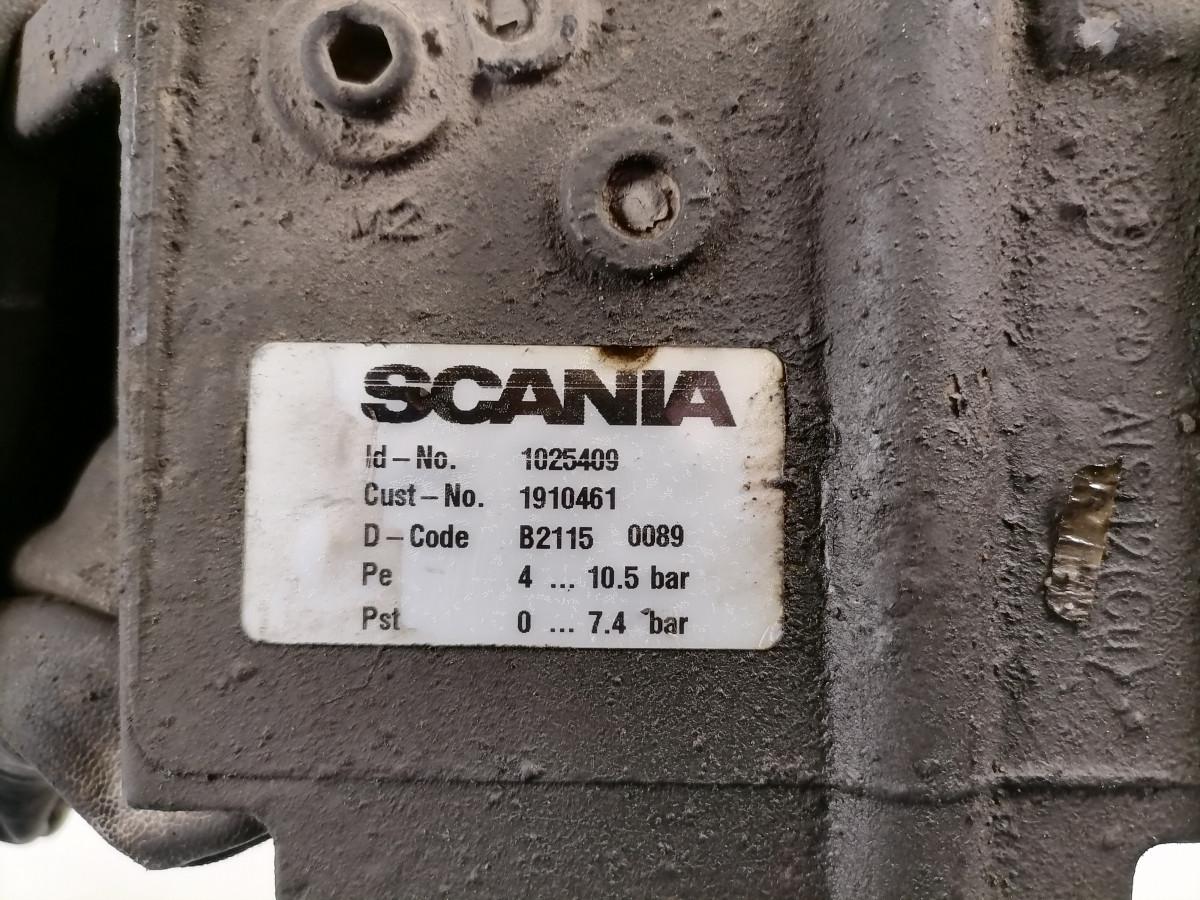 V2
SCANIA
Id-No. 1025409
Cust-No. 1910461
D-Code B2115 0089
Pe 4 ... 10.5 bar
Pst 0 ... 7.4 bar